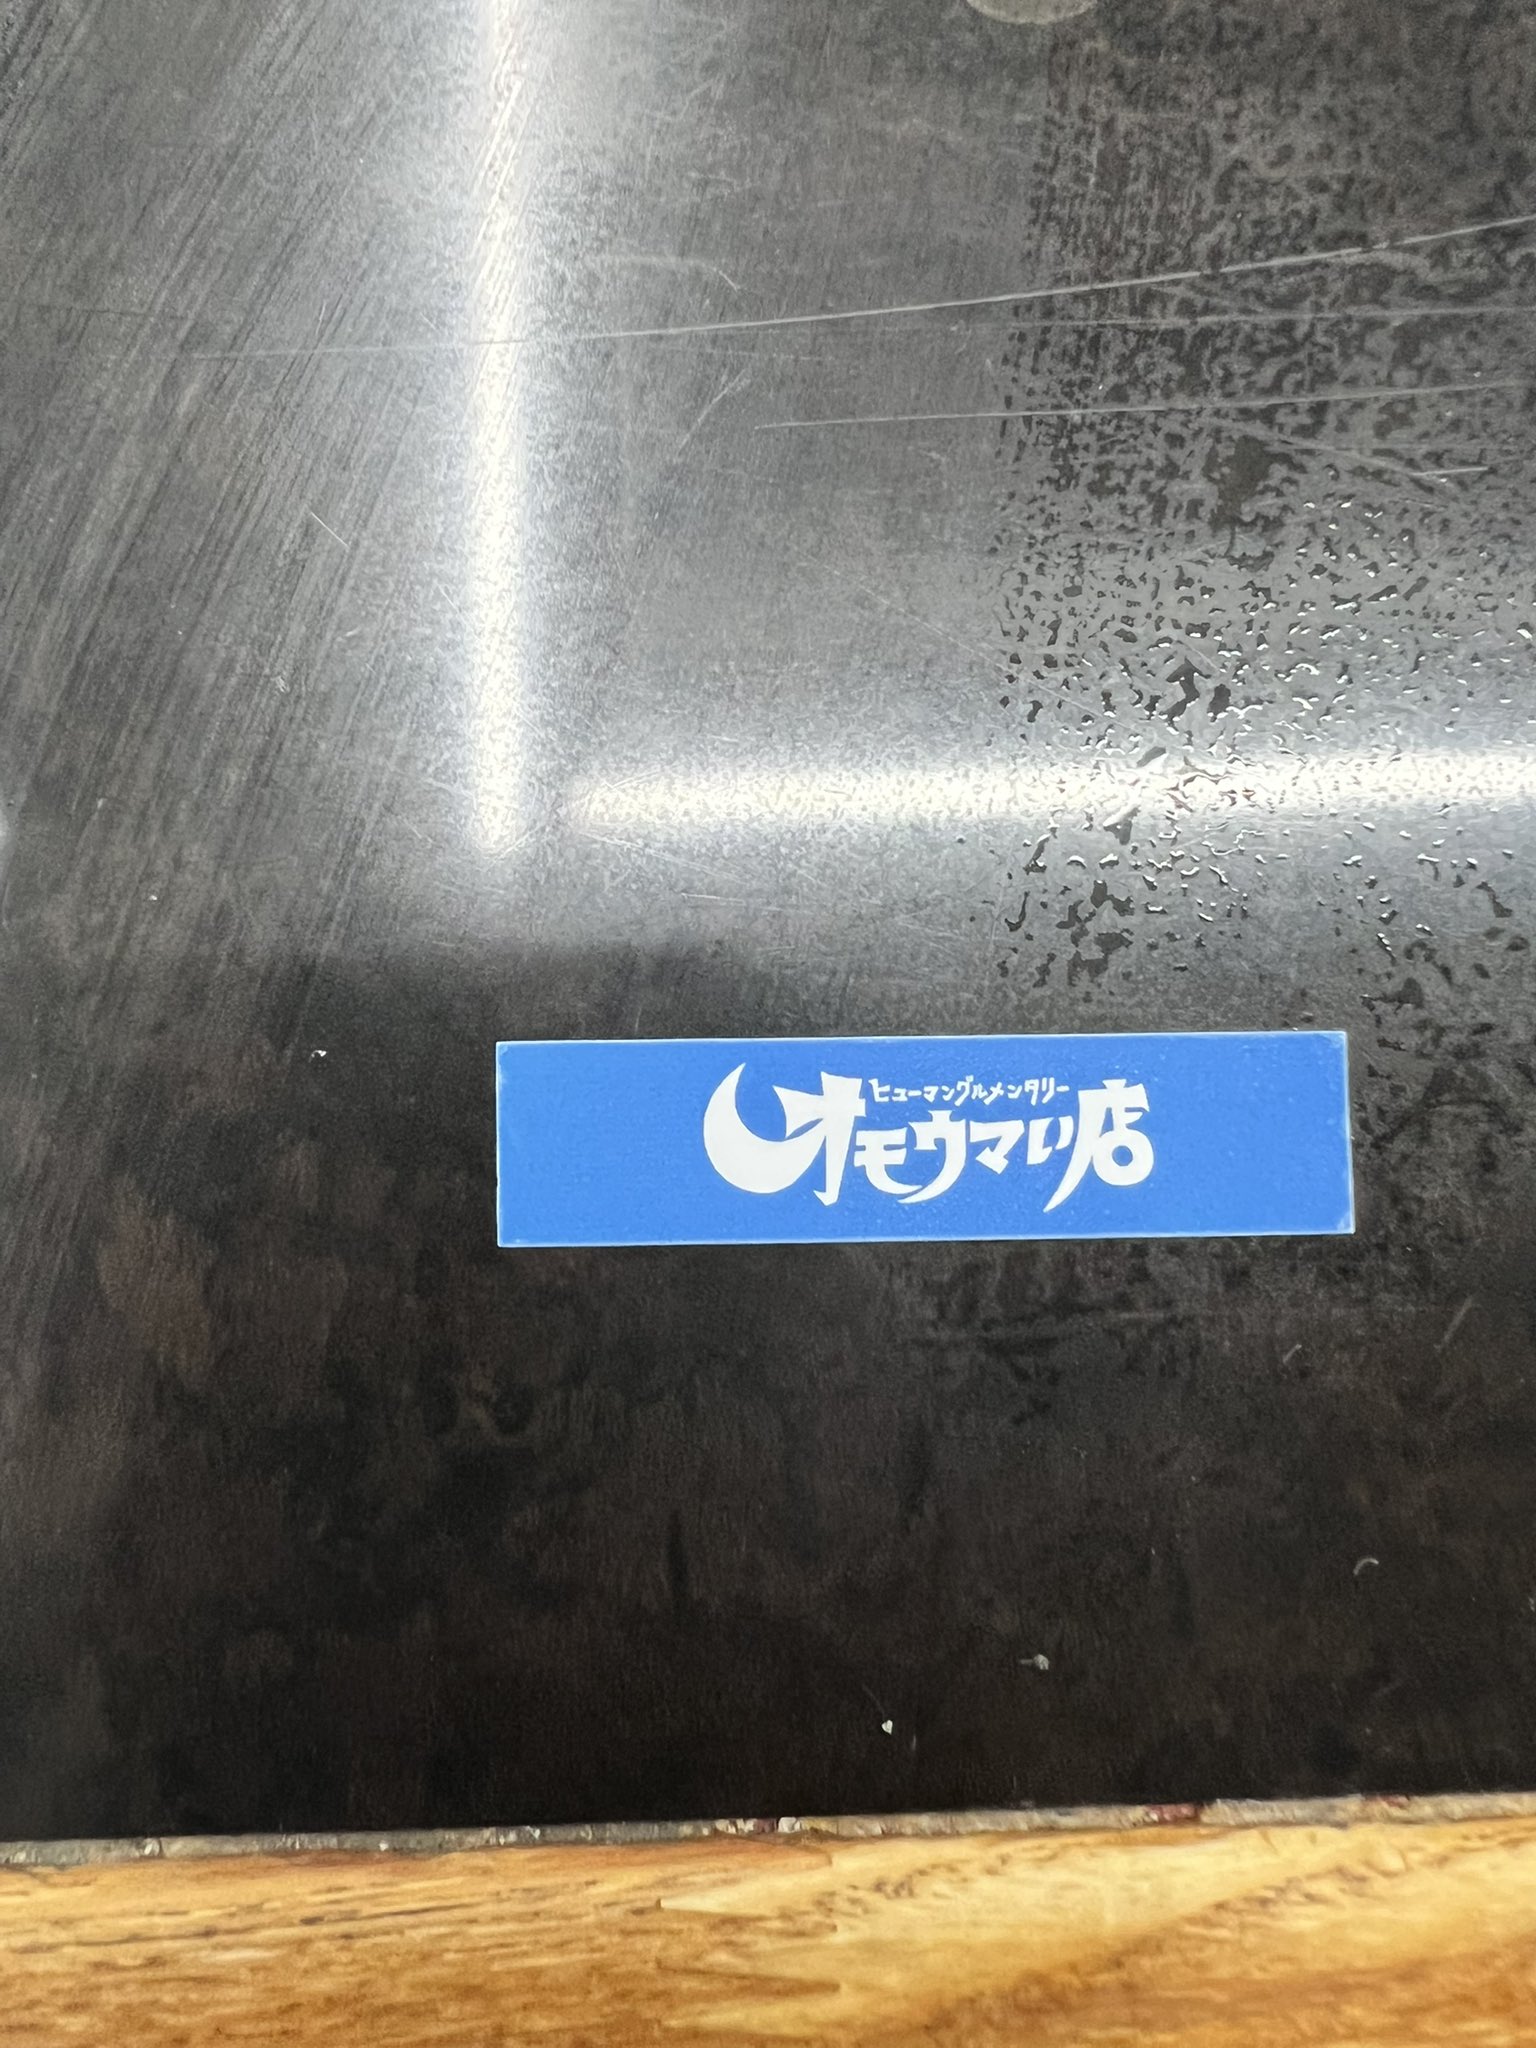 ヒューマングルメンタリー
オモウマい店